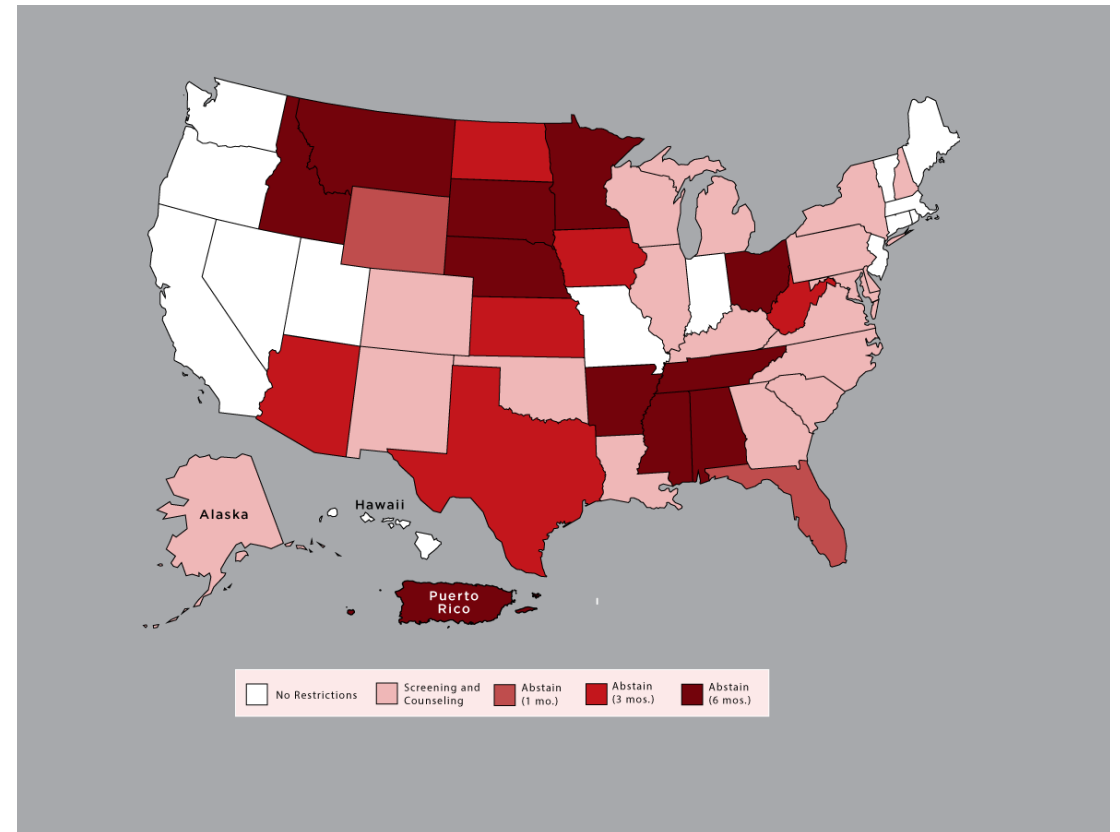 Alaska
Hawaii
Puerto
Rico
No Restrictions
Screening and
Counseling
Abstain
(1 mo.)
Abstain
(3 mos.)
Abstain
(6 mos.)